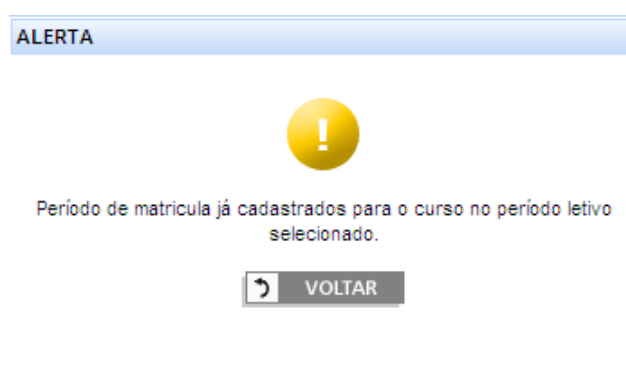 ALERTA
!
Período de matricula já cadastrados para o curso no período letivo
selecionado.
VOLTAR